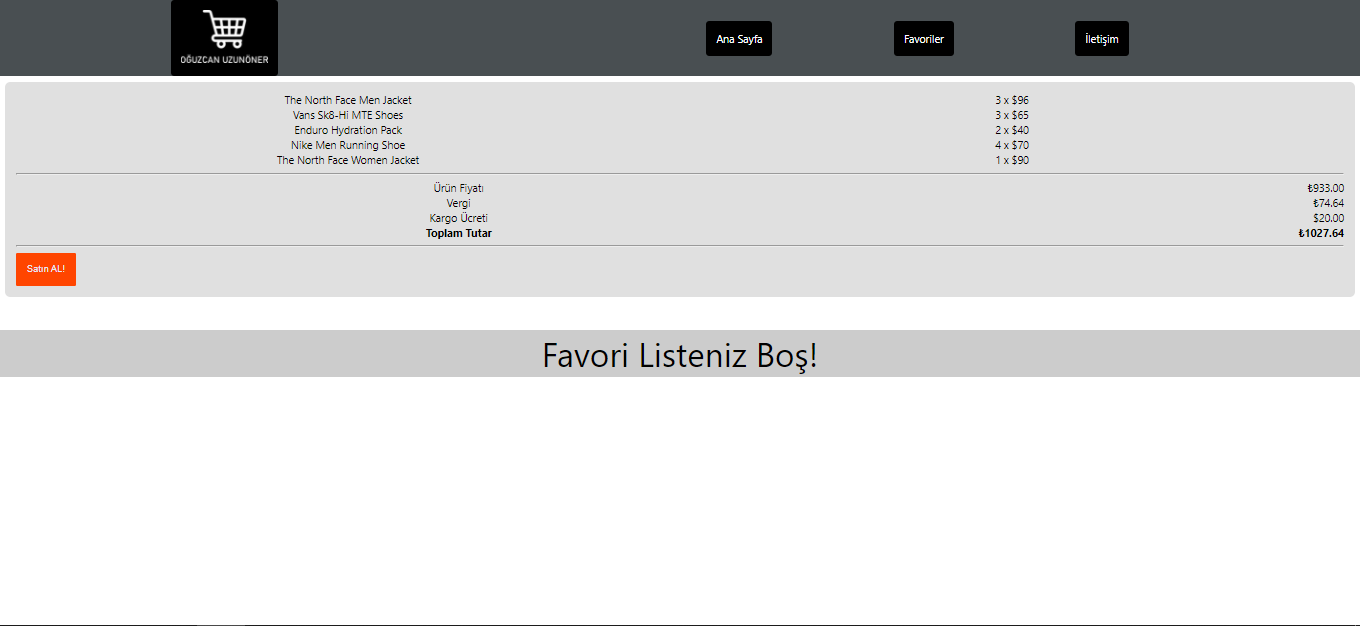 OĞUZCAN UZUNÖNER
Ana Sayfa Favoriler İletişim
The North Face Men Jacket 3 x $96
Vans Sk8-Hi MTE Shoes 3 x $65
Enduro Hydration Pack 2 x $40
Nike Men Running Shoe 4 x $70
The North Face Women Jacket 1 x $90
Ürün Fiyatı ₺933.00
Vergi ₺74.64
Kargo Ücreti $20.00
Toplam Tutar ₺1027.64
Satın AL!
Favori Listeniz Boş!